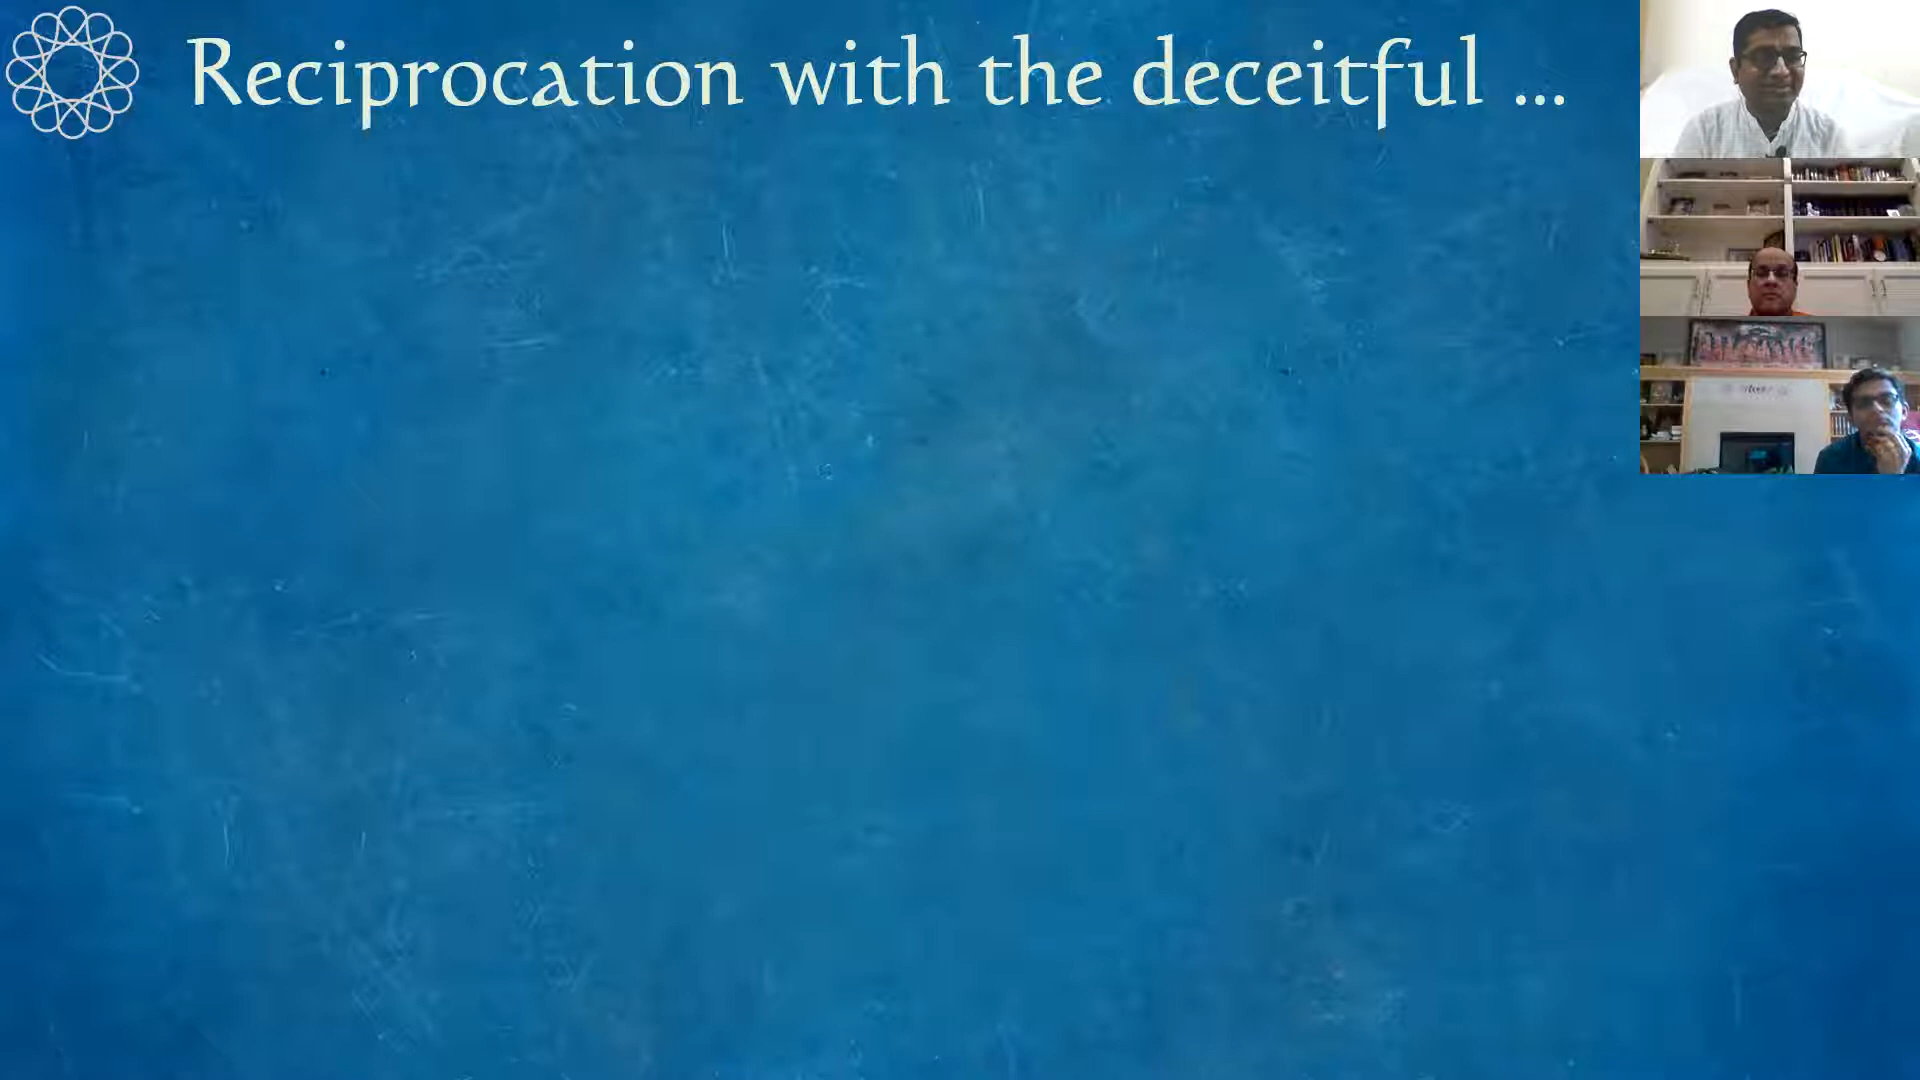 Reciprocation with the deceitful ...